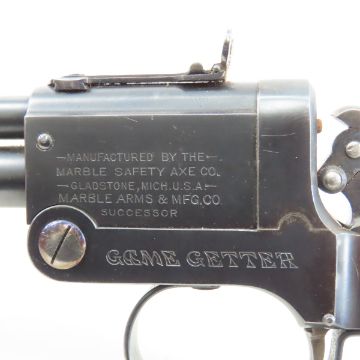 —MANUFACTURED BY THE—
MARBLE SAFETY AXE CO.
—GLADSTONE, MICH. U.S.A.—
MARBLE ARMS & MFG. CO.
SUCCESSOR
GAME GETTER